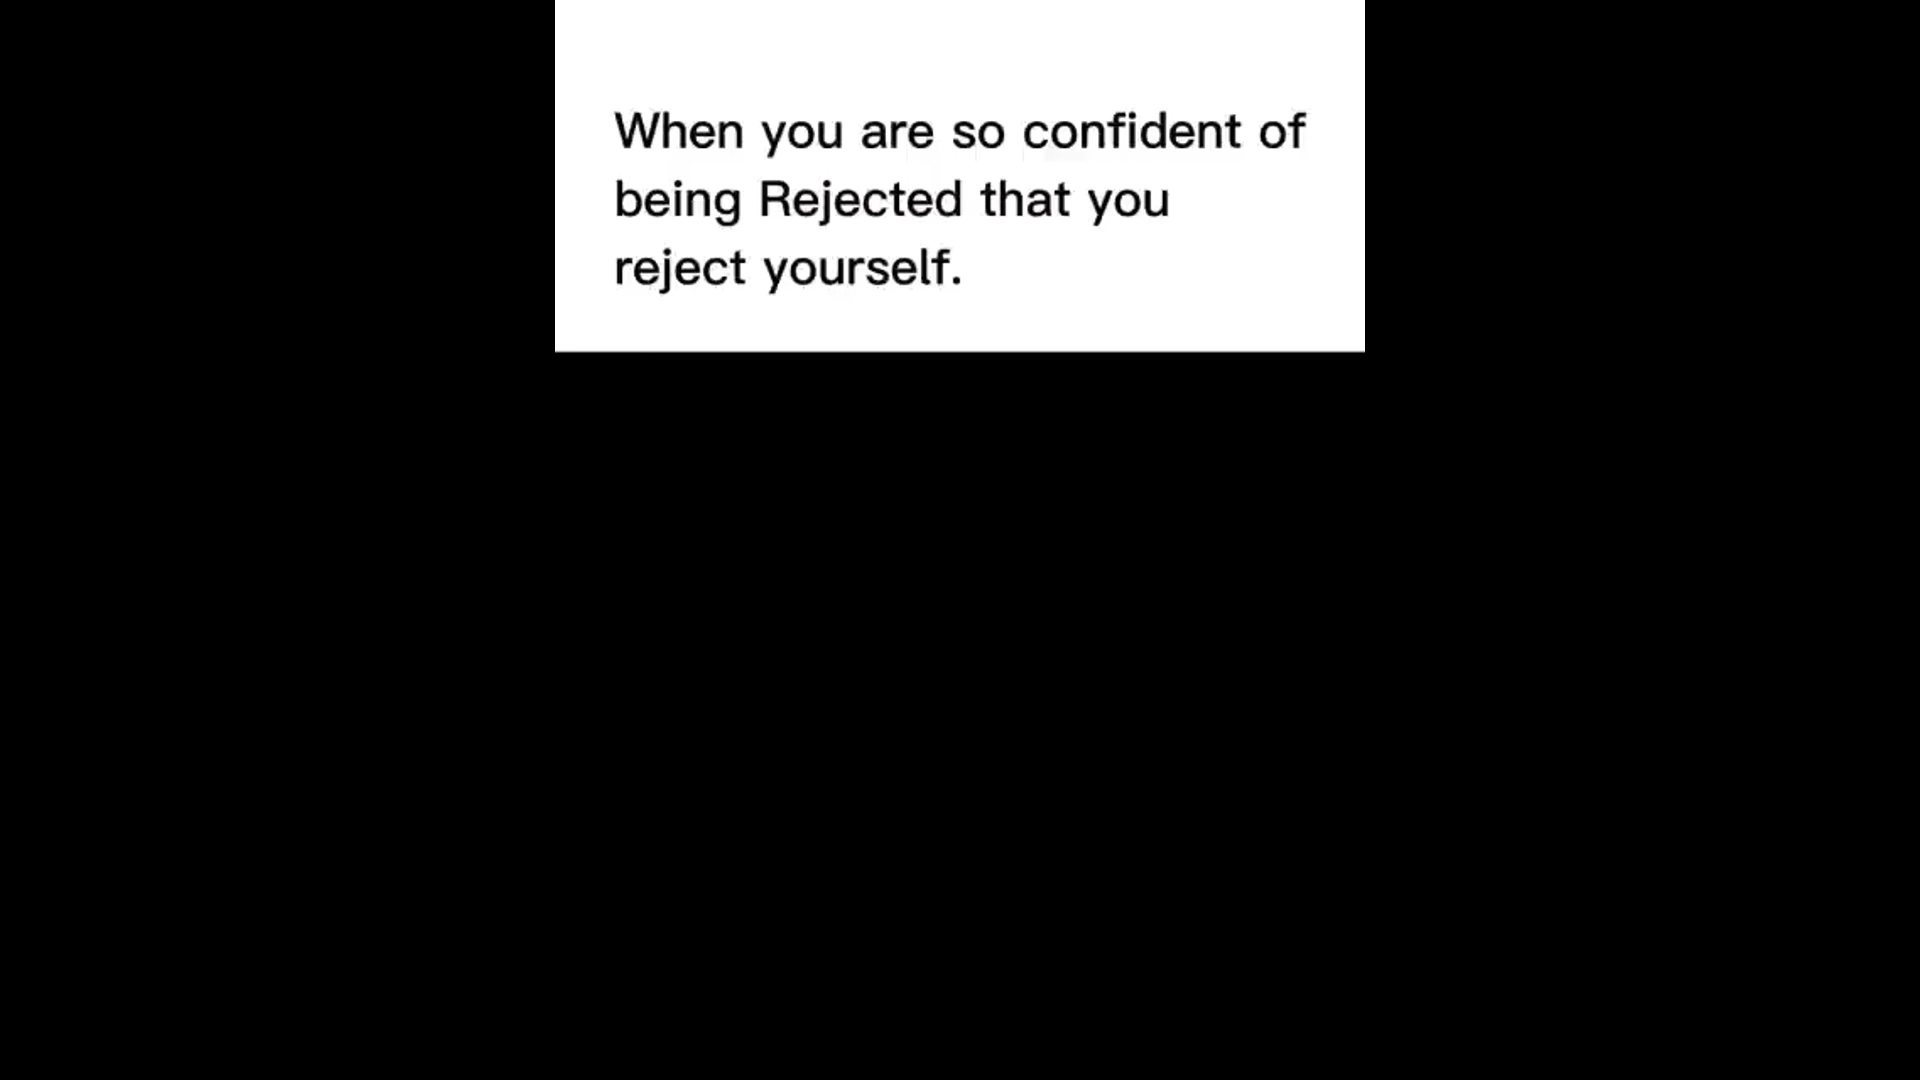 When you are so confident of
being Rejected that you
reject yourself.